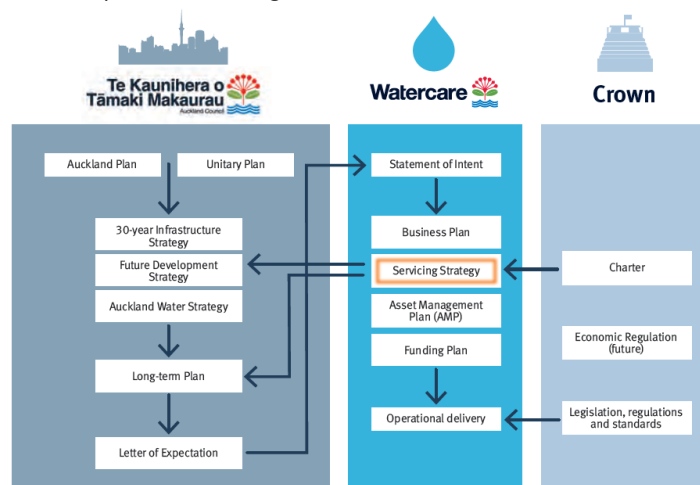 Te Kaunihera o
Tāmaki Makaurau
Auckland Council
Watercare
Crown
Auckland Plan
Unitary Plan
30-year Infrastructure
Strategy
Future Development
Strategy
Auckland Water Strategy
Long-term Plan
Letter of Expectation
Statement of Intent
Business Plan
Servicing Strategy
Asset Management
Plan (AMP)
Funding Plan
Operational delivery
Charter
Economic Regulation
(future)
Legislation, regulations
and standards